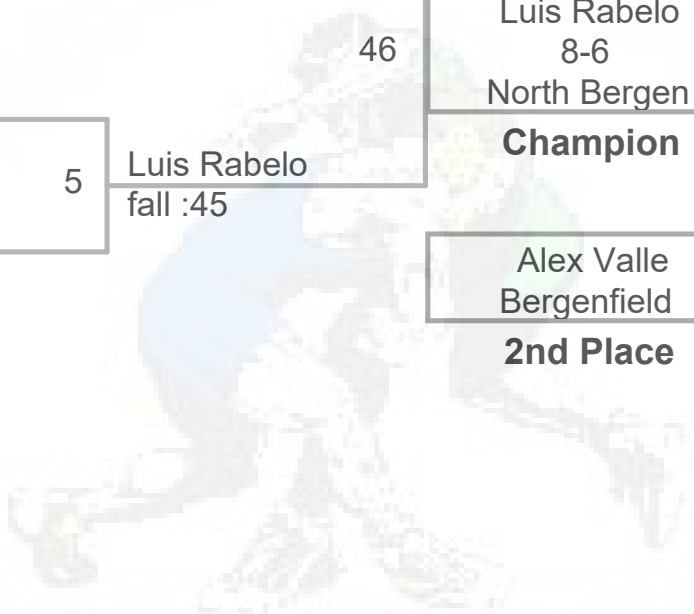 Luis Rabelo
46
8-6
North Bergen
Champion
5
Luis Rabelo
fall :45
Alex Valle
Bergenfield
2nd Place